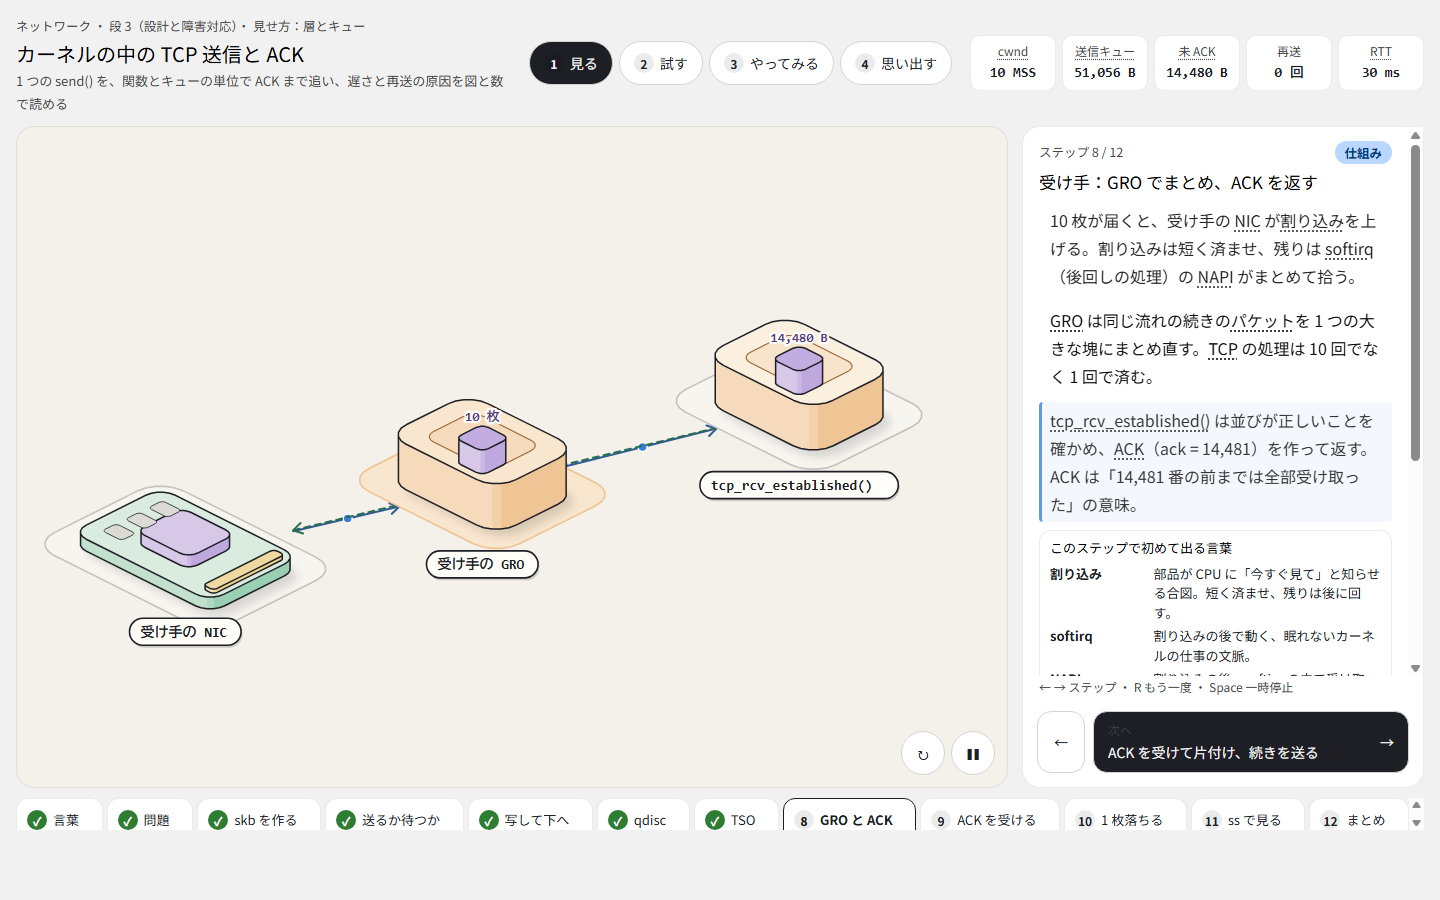 ネットワーク ・ 段 3（設計と障害対応）・ 見せ方：層とキュー
カーネルの中の TCP 送信と ACK
1 つの send() を、関数とキューの単位で ACK まで追い、遅さと再送の原因を図と数
で読める
1 見る
2 試す
3 やってみる
4 思い出す
cwnd
10 MSS
送信キュー
51,056 B
未 ACK
14,480 B
再送
0 回
RTT
30 ms
14,480 B
10 枚
tcp_rcv_established()
受け手の GRO
受け手の NIC
ステップ 8 / 12
仕組み
受け手：GRO でまとめ、ACK を返す
10 枚が届くと、受け手の NIC が割り込みを上
げる。割り込みは短く済ませ、残りは softirq
（後回しの処理）の NAPI がまとめて拾う。
GRO は同じ流れの続きのパケットを 1 つの大
きな塊にまとめ直す。TCP の処理は 10 回でな
く 1 回で済む。
tcp_rcv_established() は並びが正しいことを
確かめ、ACK（ack = 14,481）を作って返す。
ACK は「14,481 番の前までは全部受け取っ
た」の意味。
このステップで初めて出る言葉
割り込み
部品が CPU に「今すぐ見て」と知らせ
る合図。短く済ませ、残りは後に回
す。
softirq
割り込みの後で動く、眠れないカーネ
ルの仕事の文脈。
←→ ステップ ・ R もう一度 ・ Space 一時停止
←
次へ
ACK を受けて片付け、続きを送る
→
言葉
問題
skb を作る
送るか待つか
写して下へ
qdisc
TSO
8 GRO と ACK
9 ACK を受ける
10 1 枚落ちる
11 ss で見る
12 まとめ